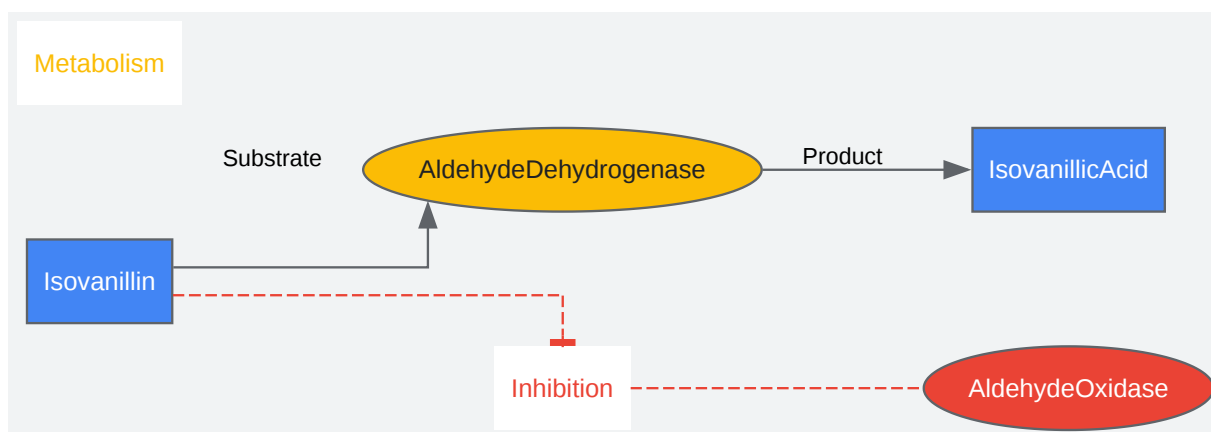 Metabolism
Substrate
AldehydeDehydrogenase
Product
IsovanillicAcid
Isovanillin
Inhibition
AldehydeOxidase